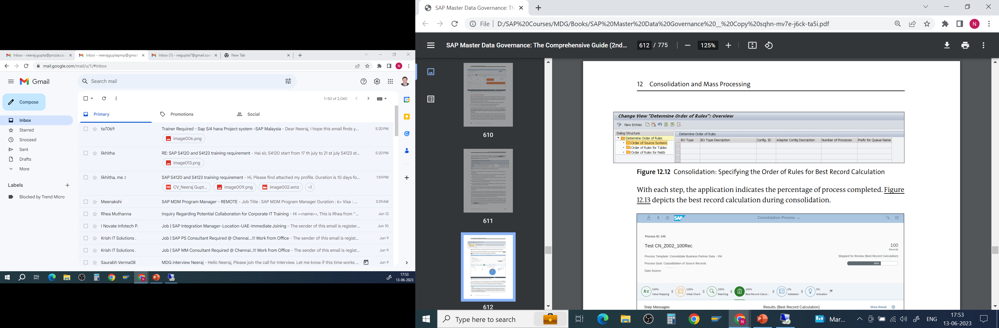 Inbox - neeraj.gupta@prozia.co.i
Inbox - neerajguptapmp@gmail.
Inbox (1) - negupta7@gmail.com
New Tab
mail.google.com/mail/u/1/#inbox
N
Gmail
Search mail
Compose
1–50 of 2,040
Inbox
Starred
Snoozed
Sent
Drafts
More
Labels
Blocked by Trend Micro
Primary
Promotions
Social
ta7069
Trainer Required - Sap S/4 hana Project system -SAP Malaysia - Dear Neeraj, I hope this email finds y...
5:20 PM
image006.png
likhitha
RE: SAP S4120 and S4123 training requirement - Hai sir, S4120 start from 17 th july to 21 st july S4123 st...
5:20 PM
image013.png
likhitha, me 2
SAP S4120 and S4123 training requirement - Hi, Please find attached my profile. Duration is 10 days fo...
1:59 PM
PDF
CV_Neeraj Gupt...
image009.png
image002.wmz
+2
Meenakshi
SAP MDM Program Manager - REMOTE - Job Title : SAP MDM Program Manager Duration : 6+ Visa : ...
3:39 AM
Rhea Muthanna
Inquiry Regarding Potential Collaboration for Corporate IT Training - Hi <<name>>, This is Rhea from “...
Jun 12
I Novate Infotech P.
Job | SAP Integration Manager-Location-UAE-Immediate Joining - The sender of this email is register...
Jun 10
Krish IT Solutions .
Job | SAP PS Consultant Required @ Chennai...!!! Work from Office - The sender of this email is regist...
Jun 9
Krish IT Solutions .
Job | SAP MM Consultant Required @ Chennai..!!! Work from Office - The sender of this email is regist...
Jun 9
Saurabh Verma08
MDG interview Neeraj - Hello Neeraj, Please join the call for Interview. Let me know if this time works ...
Jun 9
17:53
13-06-2023
SAP Master Data Governance: Th
File
D:/SAP%20Courses/MDG/Books/SAP%20Master%20Data%20Governance%20__%20Copy%20sqhn-mv7e-j6ck-ta5i.pdf
N
SAP Master Data Governance: The Comprehensive Guide (2nd...
612 / 775
125%
610
611
612
12 Consolidation and Mass Processing
Change View "Determine Order of Rules": Overview
New Entries
Dialog Structure
Determine Order of Rules
Order of Source Systems
Order of Rules for Tables
Order of Rules for Fields
Determine Order of Rules
BO Type
BO Type Description
Config. ID
Adapter Config Description
Number of Processes
Prefix for Queue Name
Figure 12.12 Consolidation: Specifying the Order of Rules for Best Record Calculation
With each step, the application indicates the percentage of process completed. Figure
12.13 depicts the best record calculation during consolidation.
SAP
Consolidation Process
Process ID: 246
Test CN_Z002_100Rec
100
Records
Process Template: Consolidate Business Partner Data - VM
Stopped for Review (Best Record Calculation)
Process Goal: Consolidation of Source Records
66%
Data Source:
A-Z
100%
Value Mapping
100%
Initial Check
100%
Matching
100%
Best Record Calcul...
0%
Validation
0%
Activation
Step Messages
Results (Best Record Calculation)
Show Result
Type here to search
Mar...
ENG
17:53
13-06-2023